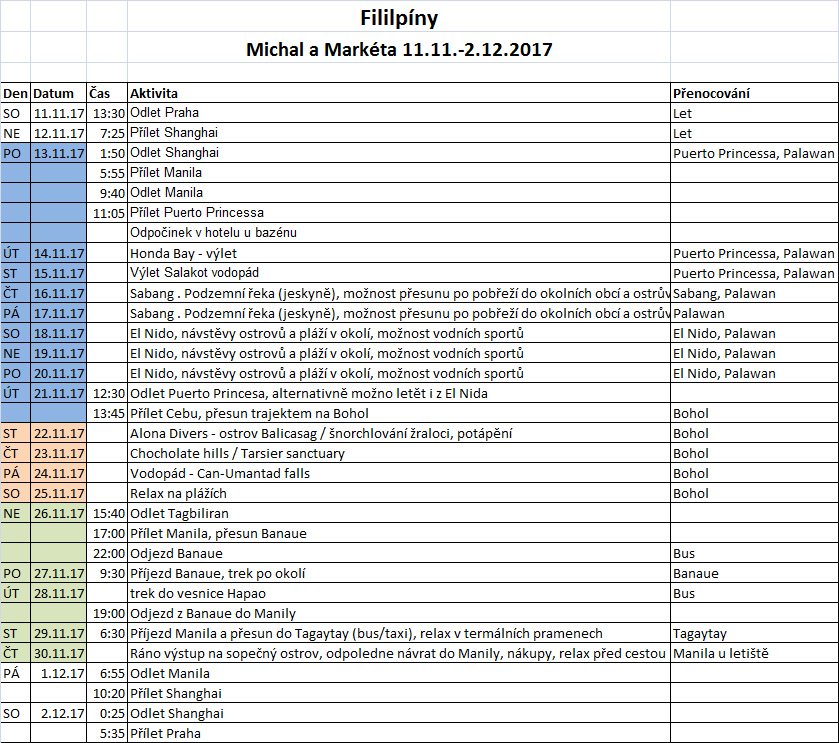 Fililpíny
Michal a Markéta 11.11.-2.12.2017
Den Datum Čas Aktivita Přenocování
SO 11.11.17 13:30 Odlet Praha Let
NE 12.11.17 7:25 Přílet Shanghai Let
PO 13.11.17 1:50 Odlet Shanghai Puerto Princessa, Palawan
5:55 Přílet Manila
9:40 Odlet Manila
11:05 Přílet Puerto Princessa
Odpočinek v hotelu u bazénu
ÚT 14.11.17 Honda Bay - výlet Puerto Princessa, Palawan
ST 15.11.17 Výlet Salakot vodopád Puerto Princessa, Palawan
ČT 16.11.17 Sabang . Podzemní řeka (jeskyně), možnost přesunu po pobřeží do okolních obcí a ostrův Sabang, Palawan
PÁ 17.11.17 Sabang . Podzemní řeka (jeskyně), možnost přesunu po pobřeží do okolních obcí a ostrův Palawan
SO 18.11.17 El Nido, návstěvy ostrovů a pláží v okolí, možnost vodních sportů El Nido, Palawan
NE 19.11.17 El Nido, návstěvy ostrovů a pláží v okolí, možnost vodních sportů El Nido, Palawan
PO 20.11.17 El Nido, návstěvy ostrovů a pláží v okolí, možnost vodních sportů El Nido, Palawan
ÚT 21.11.17 12:30 Odlet Puerto Princesa, alternativně možno letět i z El Nida
13:45 Přílet Cebu, přesun trajektem na Bohol Bohol
ST 22.11.17 Alona Divers - ostrov Balicasag / šnorchlování žraloci, potápění Bohol
ČT 23.11.17 Chocholate hills / Tarsier sanctuary Bohol
PÁ 24.11.17 Vodopád - Can-Umantad falls Bohol
SO 25.11.17 Relax na plážích Bohol
NE 26.11.17 15:40 Odlet Tagbiliran
17:00 Přílet Manila, přesun Banaue
22:00 Odjezd Banaue Bus
PO 27.11.17 9:30 Příjezd Banaue, trek po okolí Banaue
ÚT 28.11.17 trek do vesnice Hapao Bus
19:00 Odjezd z Banaue do Manily
ST 29.11.17 6:30 Příjezd Manila a přesun do Tagaytay (bus/taxi), relax v termálních pramenech Tagaytay
ČT 30.11.17 Ráno výstup na sopečný ostrov, odpoledne návrat do Manily, nákupy, relax před cestou Manila u letiště
PÁ 1.12.17 6:55 Odlet Manila
10:20 Přílet Shanghai
SO 2.12.17 0:25 Odlet Shanghai
5:35 Přílet Praha